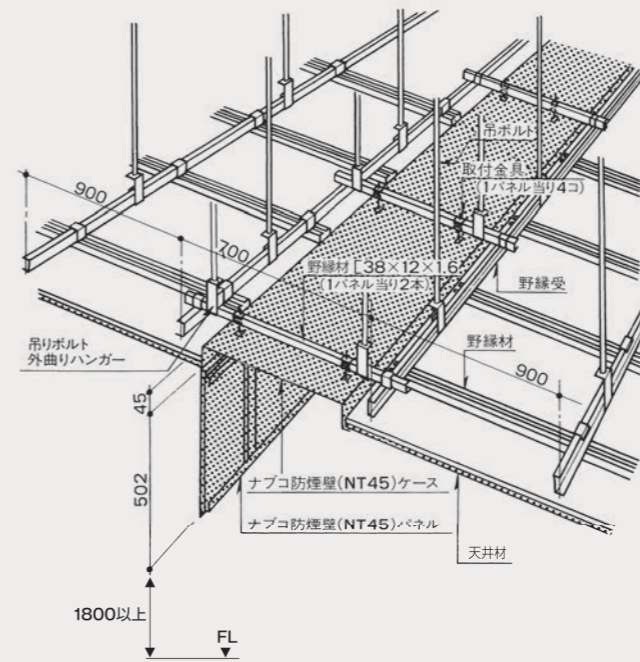 吊ボルト
取付金具
(1パネル当り4コ)
900
700
野縁材[38×12×1.6
(1パネル当り2本)
野縁受
吊りボルト
外曲りハンガー
野縁材
900
45
502
ナブコ防煙壁(NT45)ケース
ナブコ防煙壁(NT45)パネル
天井材
1800以上
FL